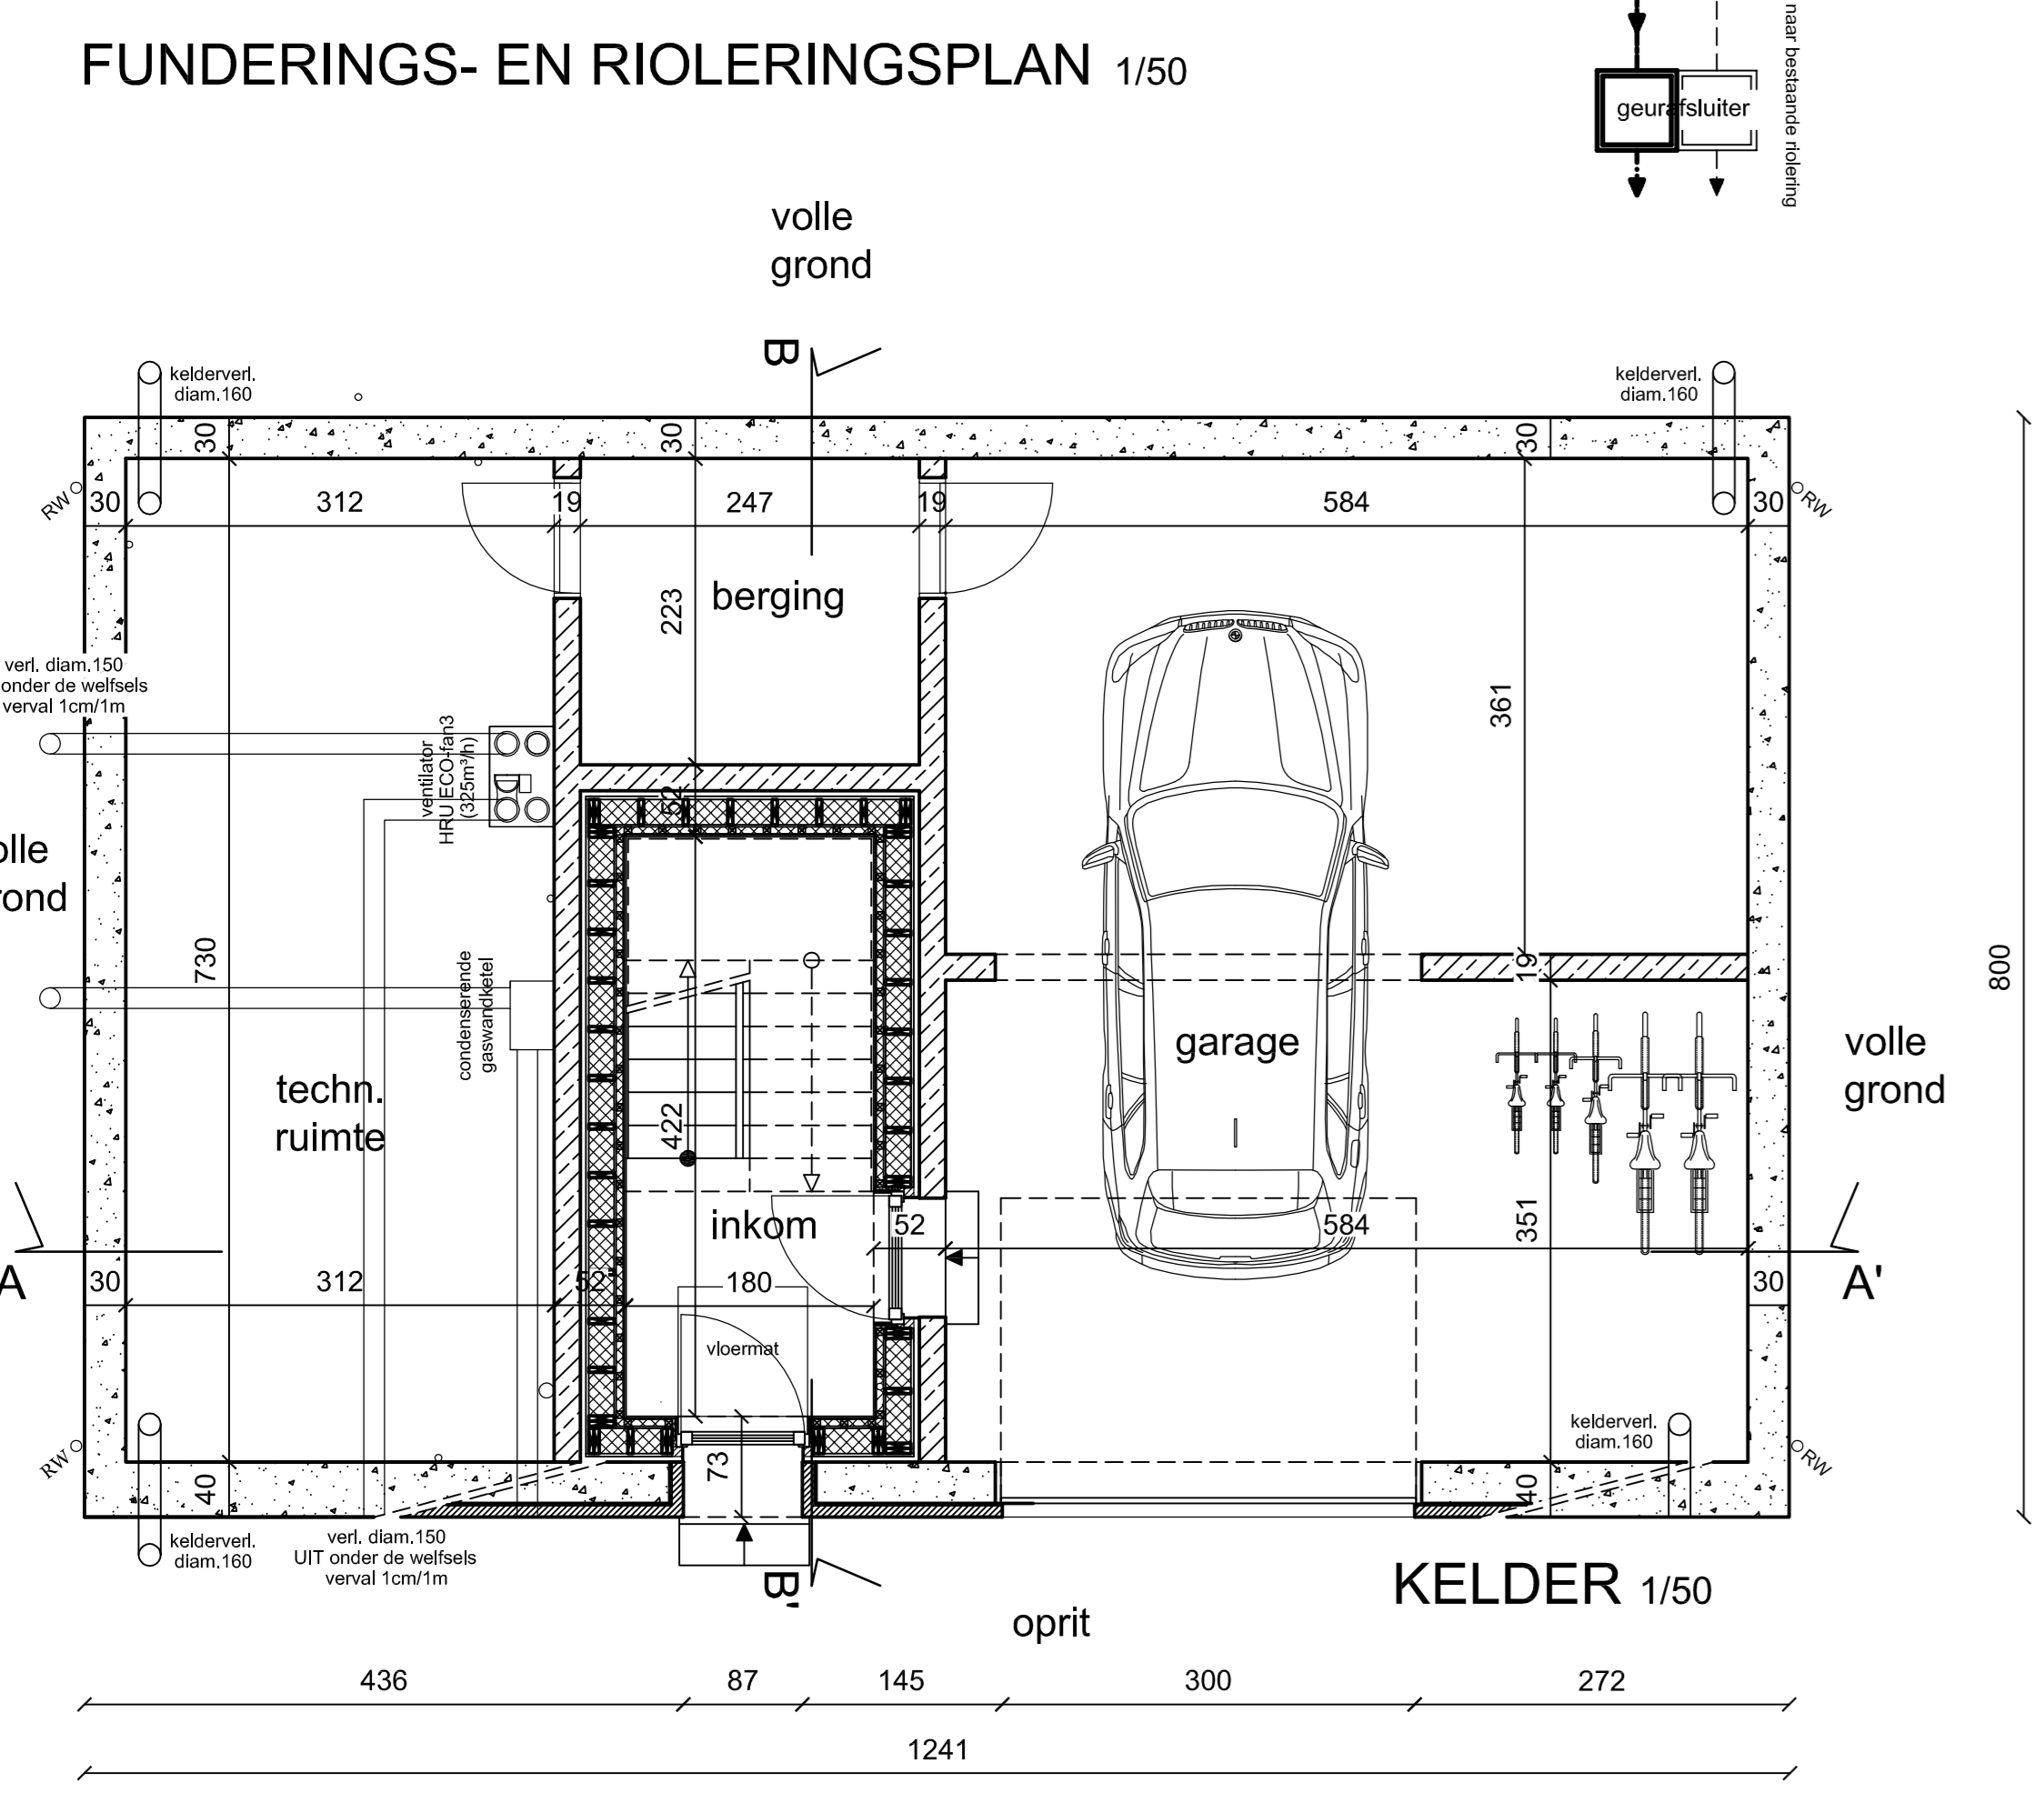 FUNDERINGS- EN RIOLERINGSPLAN 1/50
naar bestaande riolering
geurafsluiter
volle
grond
B
kelderverl.
diam.160
kelderverl.
diam.160
30
30
30
RW
30
312
19
247
19
584
30
RW
berging
223
verl. diam.150
onder de welfsels
verval 1cm/1m
361
ventilator
HRU ECO-fan3
(325m³/h)
52
olle
rond
730
19
800
condenserende
gaswandketel
garage
volle
grond
techn.
ruimte
422
inkom
52
584
351
A
30
312
52
180
30
A'
vloermat
kelderverl.
diam.160
RW
RW
40
73
40
kelderverl.
diam.160
verl. diam.150
UIT onder de welfsels
verval 1cm/1m
B'
KELDER 1/50
oprit
436
87
145
300
272
1241